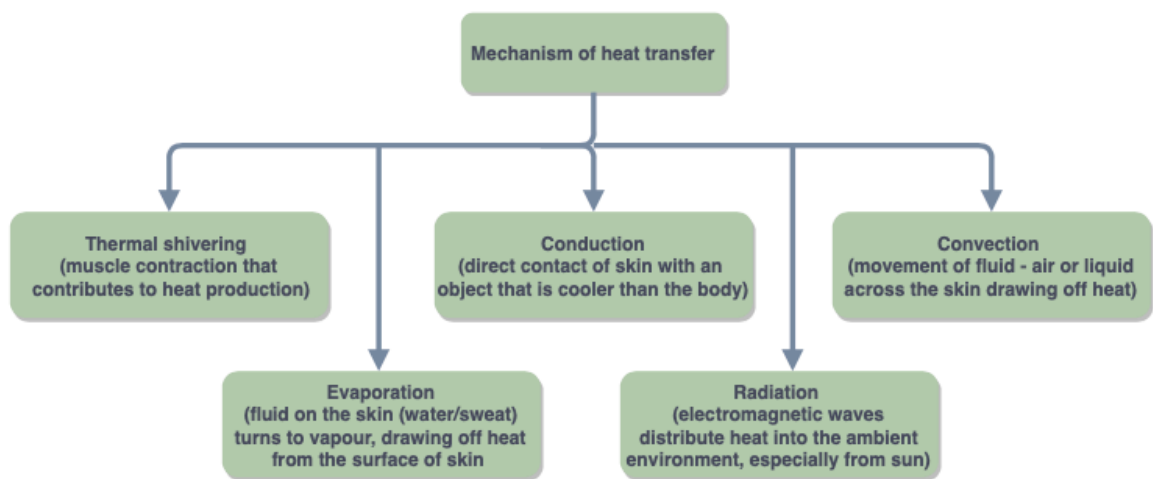 Mechanism of heat transfer
Thermal shivering
(muscle contraction that
contributes to heat production)
Conduction
(direct contact of skin with an
object that is cooler than the body)
Convection
(movement of fluid - air or liquid
across the skin drawing off heat)
Evaporation
(fluid on the skin (water/sweat)
turns to vapour, drawing off heat
from the surface of skin
Radiation
(electromagnetic waves
distribute heat into the ambient
environment, especially from sun)